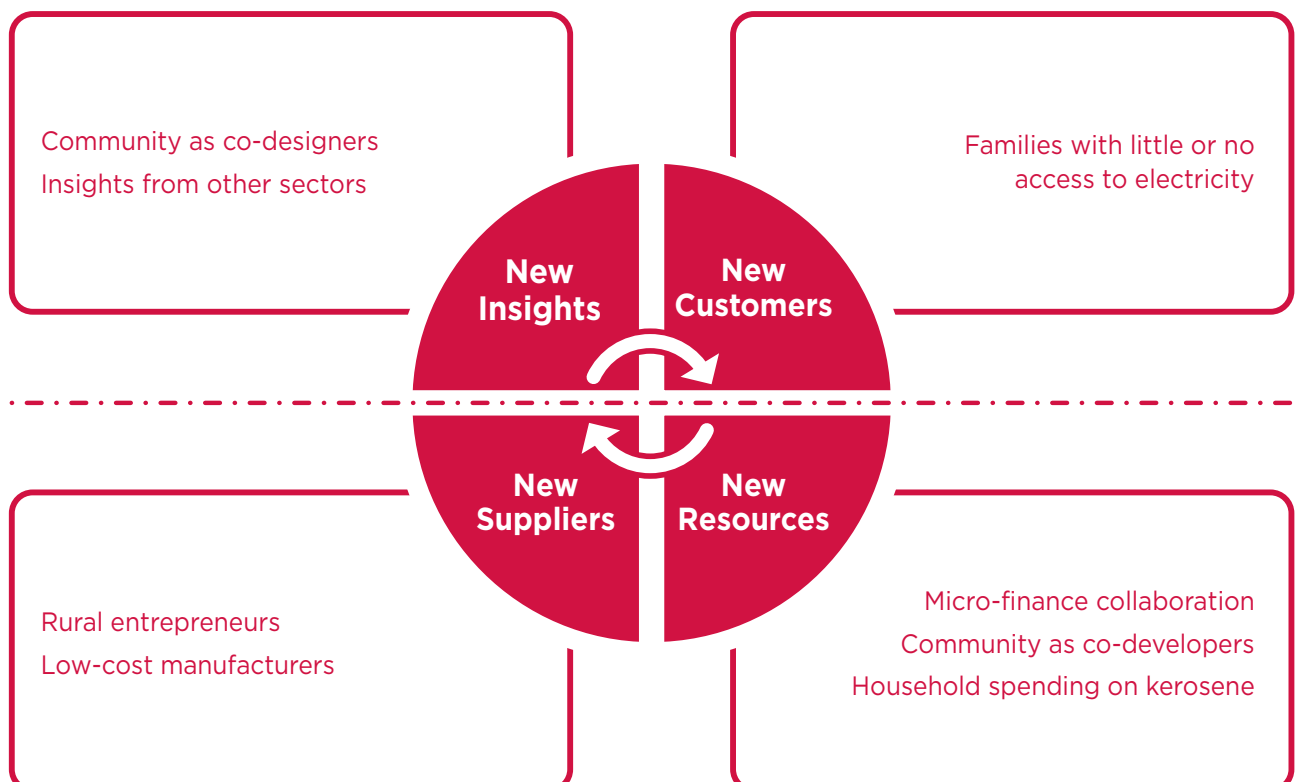 Community as co-designers
Insights from other sectors
Families with little or no
access to electricity
New
Insights
New
Customers
New
Suppliers
New
Resources
Rural entrepreneurs
Low-cost manufacturers
Micro-finance collaboration
Community as co-developers
Household spending on kerosene